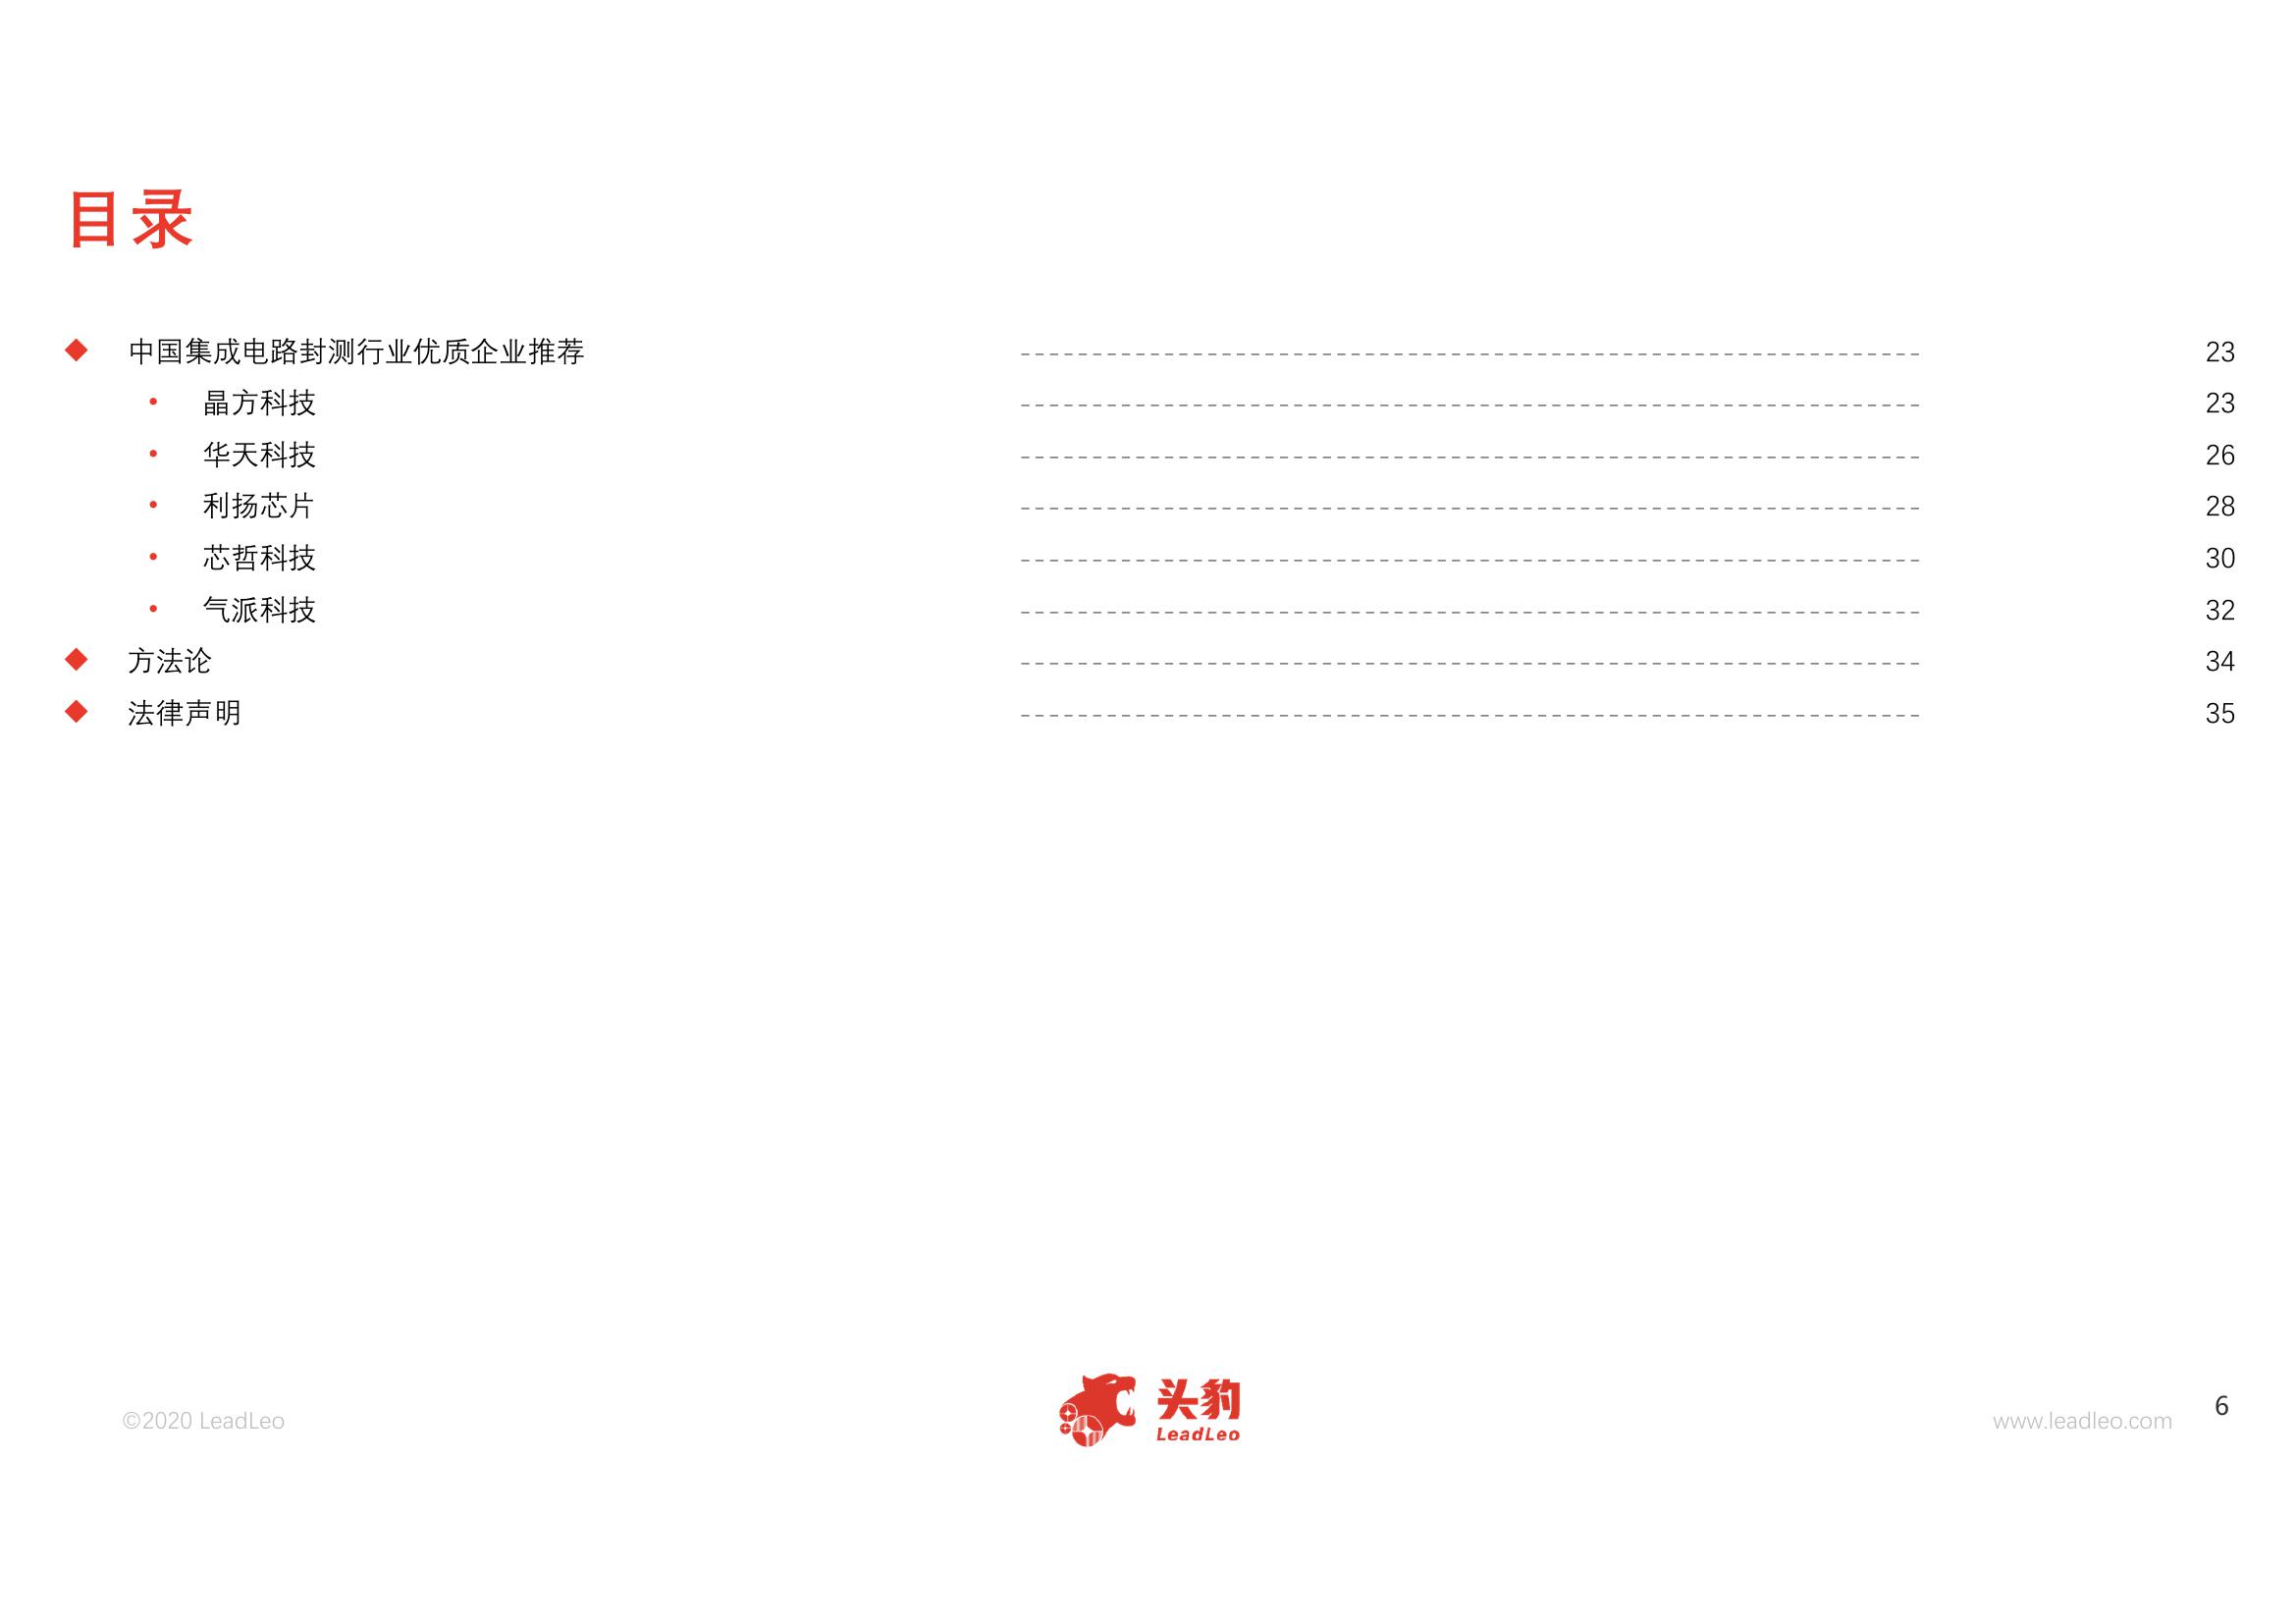 目录
◆ 中国集成电路封测行业优质企业推荐 23
• 晶方科技 23
• 华天科技 26
• 利扬芯片 28
• 芯哲科技 30
• 气派科技 32
◆ 方法论 34
◆ 法律声明 35
©2020 LeadLeo
头豹
LeadLeo
www.leadleo.com
6